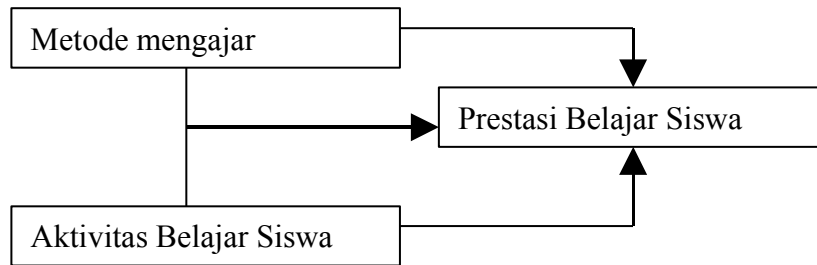 Metode mengajar
Prestasi Belajar Siswa
Aktivitas Belajar Siswa